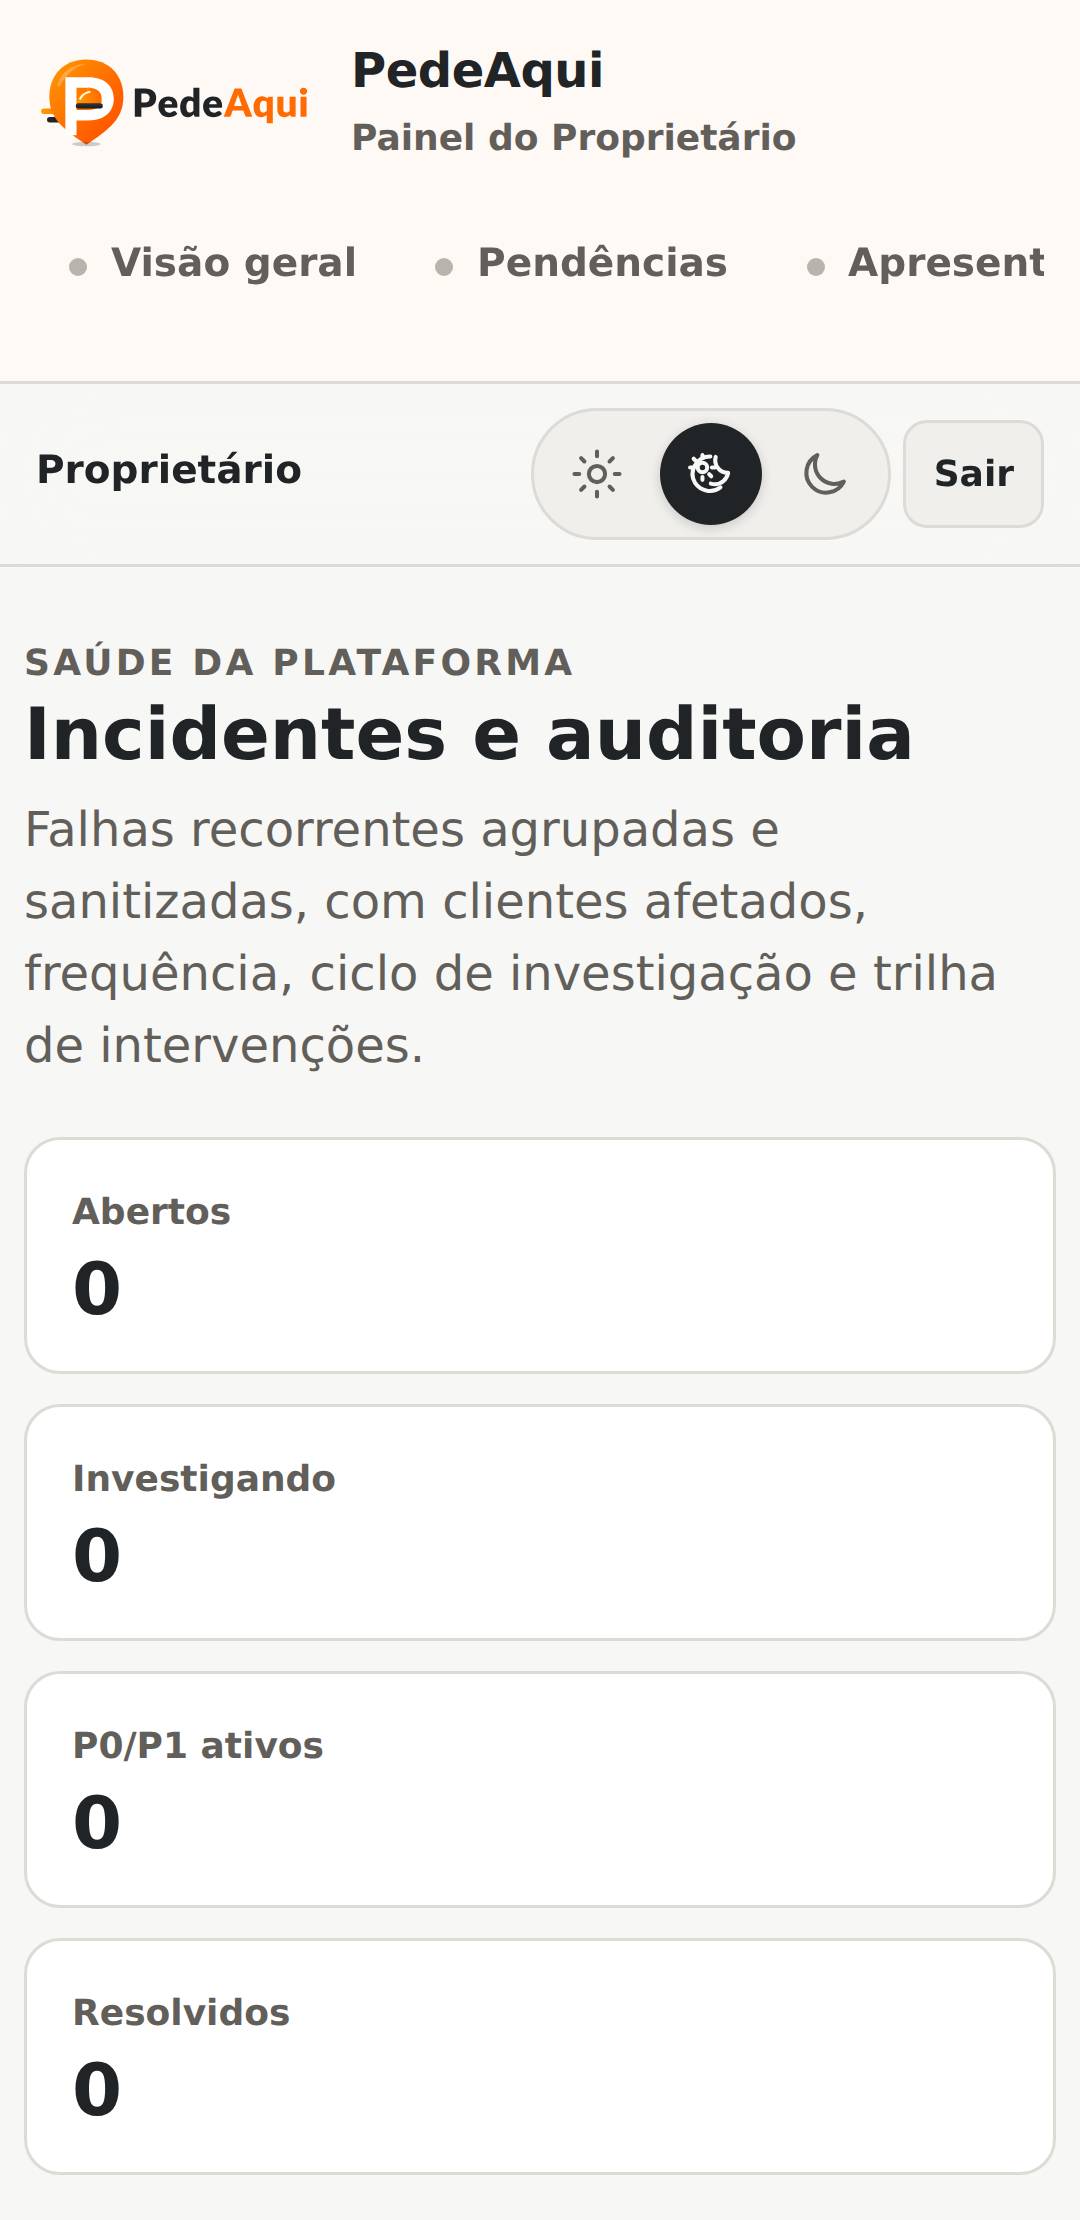 PedeAqui
PedeAqui
Painel do Proprietário
Visão geral
Pendências
Apresent
Proprietário
Sair
SAÚDE DA PLATAFORMA
Incidentes e auditoria
Falhas recorrentes agrupadas e
sanitizadas, com clientes afetados,
frequência, ciclo de investigação e trilha
de intervenções.
Abertos
0
Investigando
0
P0/P1 ativos
0
Resolvidos
0